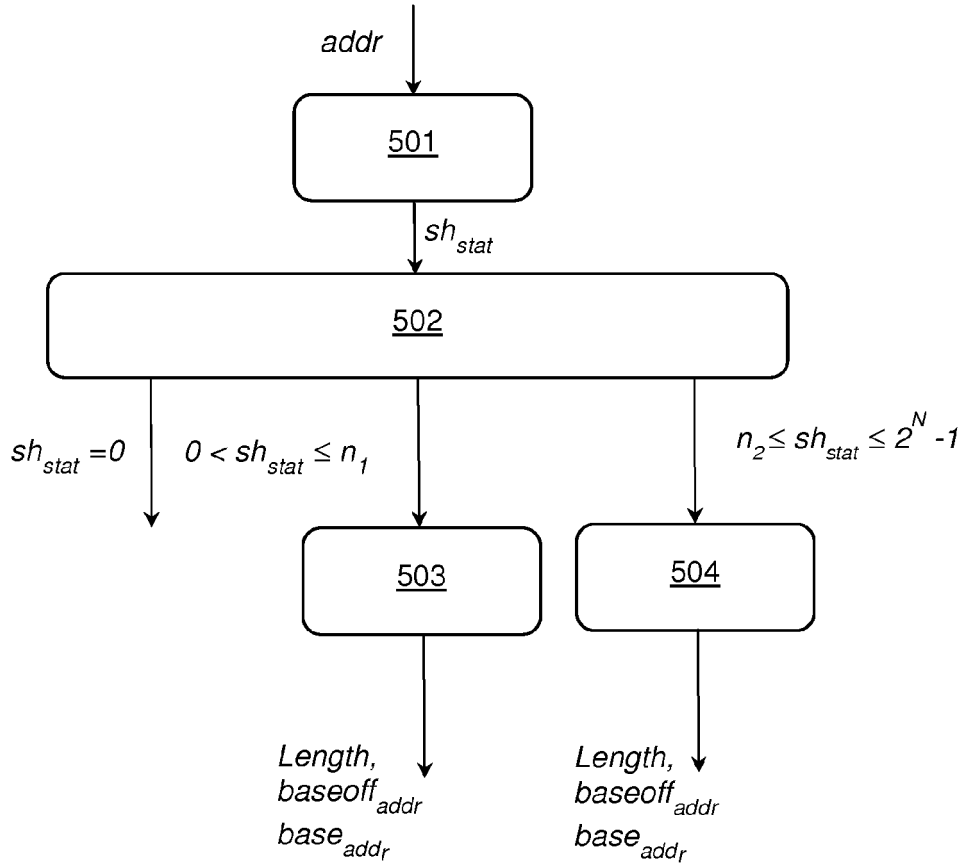 addr
501
sh_stat
502
sh_stat =0
0 < sh_stat ≤ n_1
n_2 ≤ sh_stat ≤ 2^N -1
503
504
Length,
baseoff_addr
base_addr
Length,
baseoff_addr
base_addr